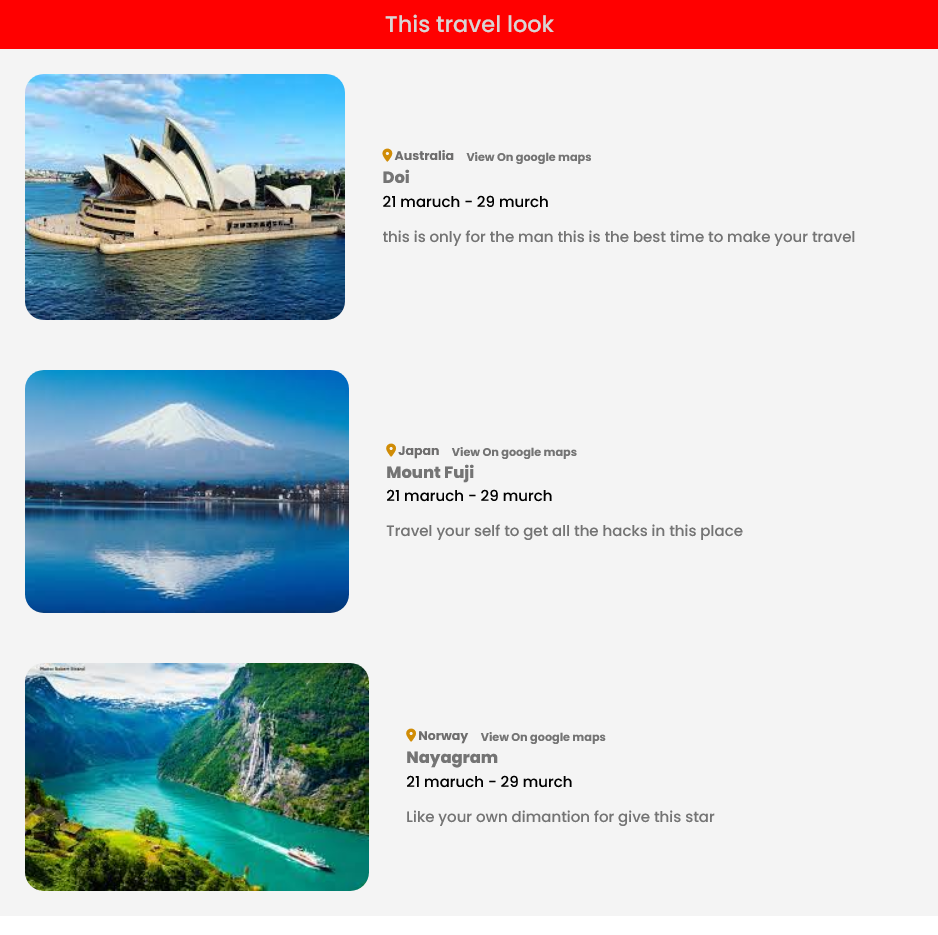 This travel look
Australia View On google maps
Doi
21 maruch - 29 murch
this is only for the man this is the best time to make your travel
Japan View On google maps
Mount Fuji
21 maruch - 29 murch
Travel your self to get all the hacks in this place
Photo: Robert Strand
Norway View On google maps
Nayagram
21 maruch - 29 murch
Like your own dimantion for give this star